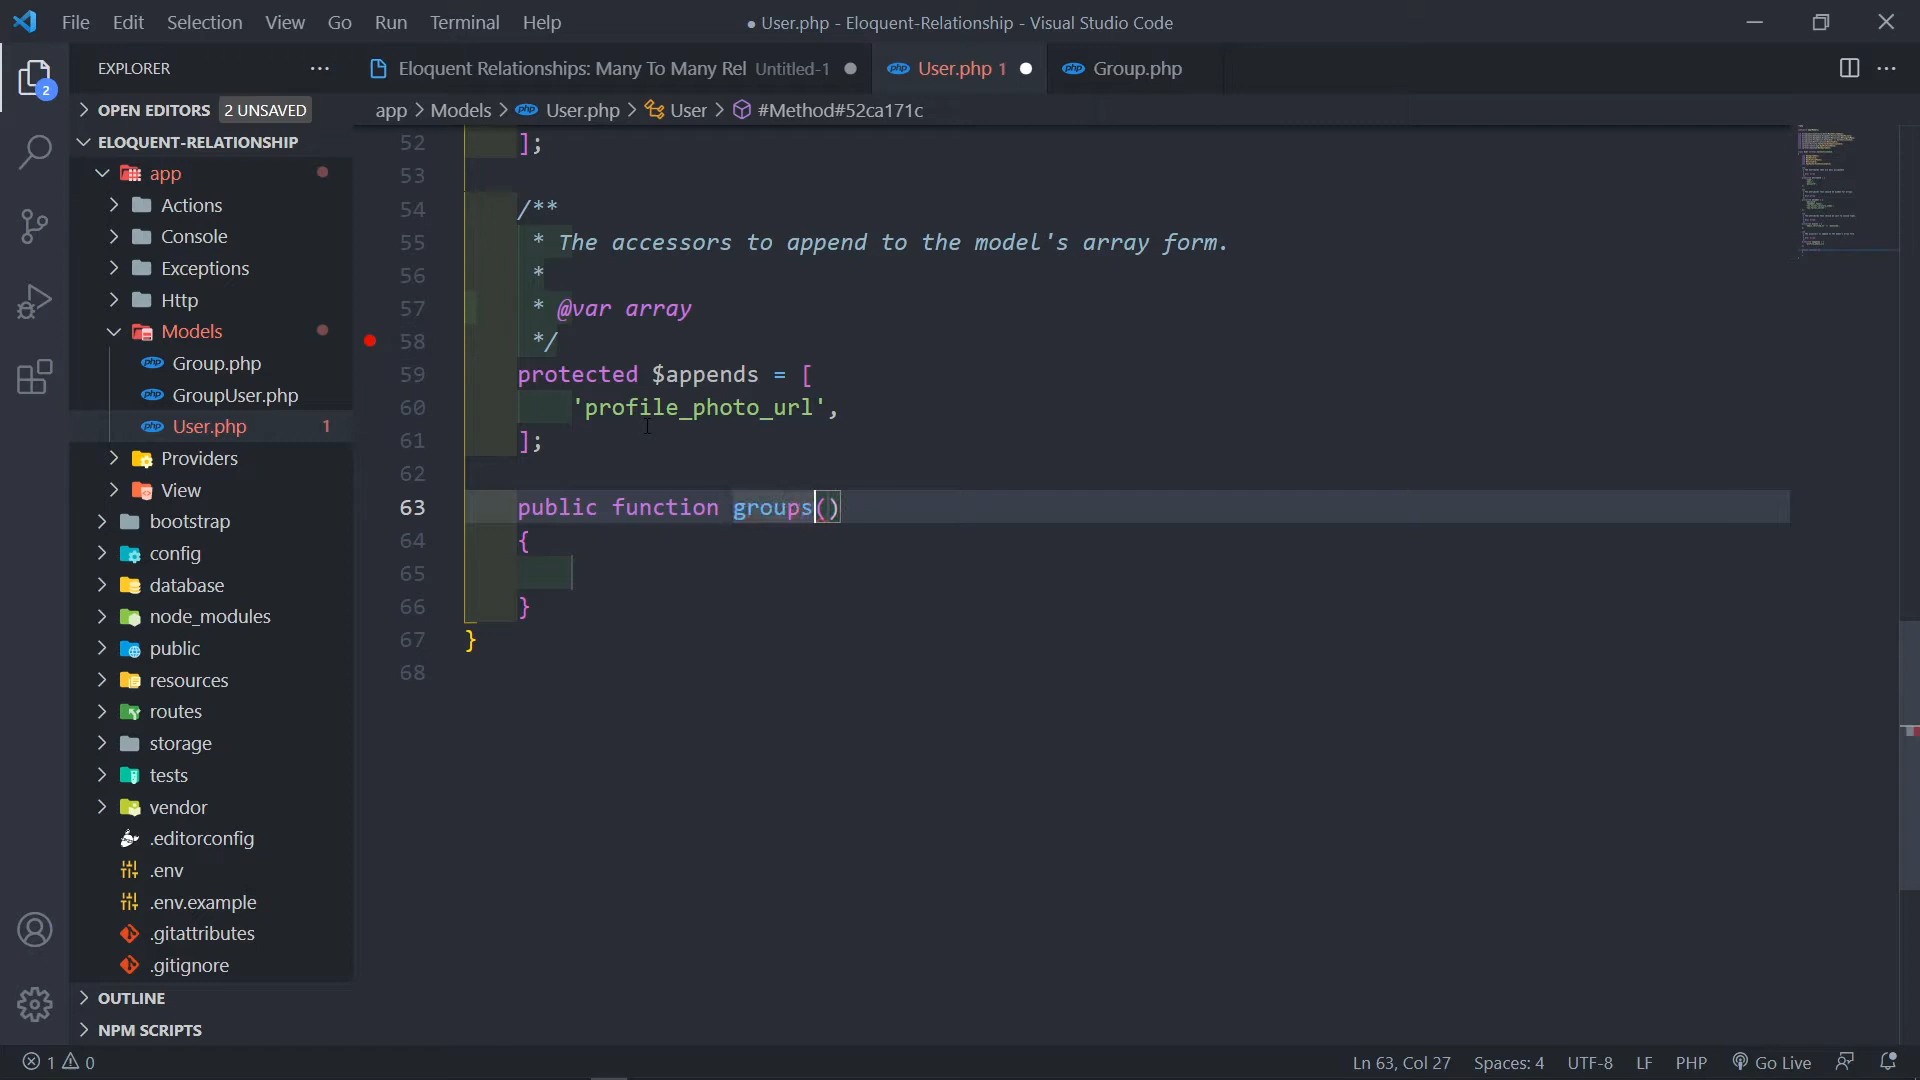 File Edit Selection View Go Run Terminal Help
● User.php - Eloquent-Relationship - Visual Studio Code
EXPLORER
Eloquent Relationships: Many To Many Rel Untitled-1
User.php 1
Group.php
2
OPEN EDITORS 2 UNSAVED
app > Models > User.php > User > #Method#52ca171c
ELOQUENT-RELATIONSHIP
app
Actions
Console
Exceptions
Http
Models
Group.php
GroupUser.php
User.php 1
Providers
View
bootstrap
config
database
node_modules
public
resources
routes
storage
tests
vendor
.editorconfig
.env
.env.example
.gitattributes
.gitignore
OUTLINE
NPM SCRIPTS
52 ];
53
54 /**
55 * The accessors to append to the model's array form.
56 *
57 * @var array
58 */
59 protected $appends = [
60 'profile_photo_url',
61 ];
62
63 public function groups()
64 {
65
66 }
67 }
68
1 0
Ln 63, Col 27 Spaces: 4 UTF-8 LF PHP Go Live